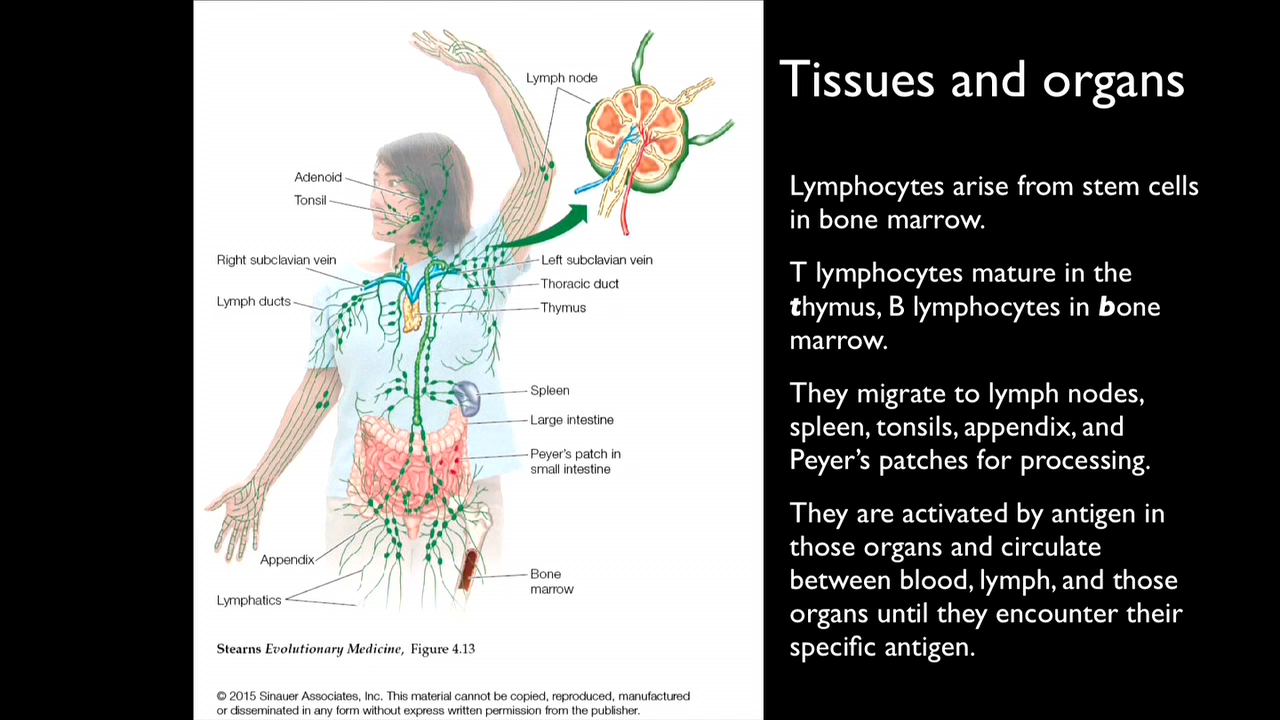 Tissues and organs
Lymph node
Adenoid
Tonsil
Right subclavian vein
Left subclavian vein
Thoracic duct
Lymph ducts
Thymus
Spleen
Large intestine
Peyer's patch in
small intestine
Appendix
Bone
marrow
Lymphatics
Stearns Evolutionary Medicine, Figure 4.13
© 2015 Sinauer Associates, Inc. This material cannot be copied, reproduced, manufactured
or disseminated in any form without express written permission from the publisher.
Lymphocytes arise from stem cells
in bone marrow.
T lymphocytes mature in the
thymus, B lymphocytes in bone
marrow.
They migrate to lymph nodes,
spleen, tonsils, appendix, and
Peyer's patches for processing.
They are activated by antigen in
those organs and circulate
between blood, lymph, and those
organs until they encounter their
specific antigen.